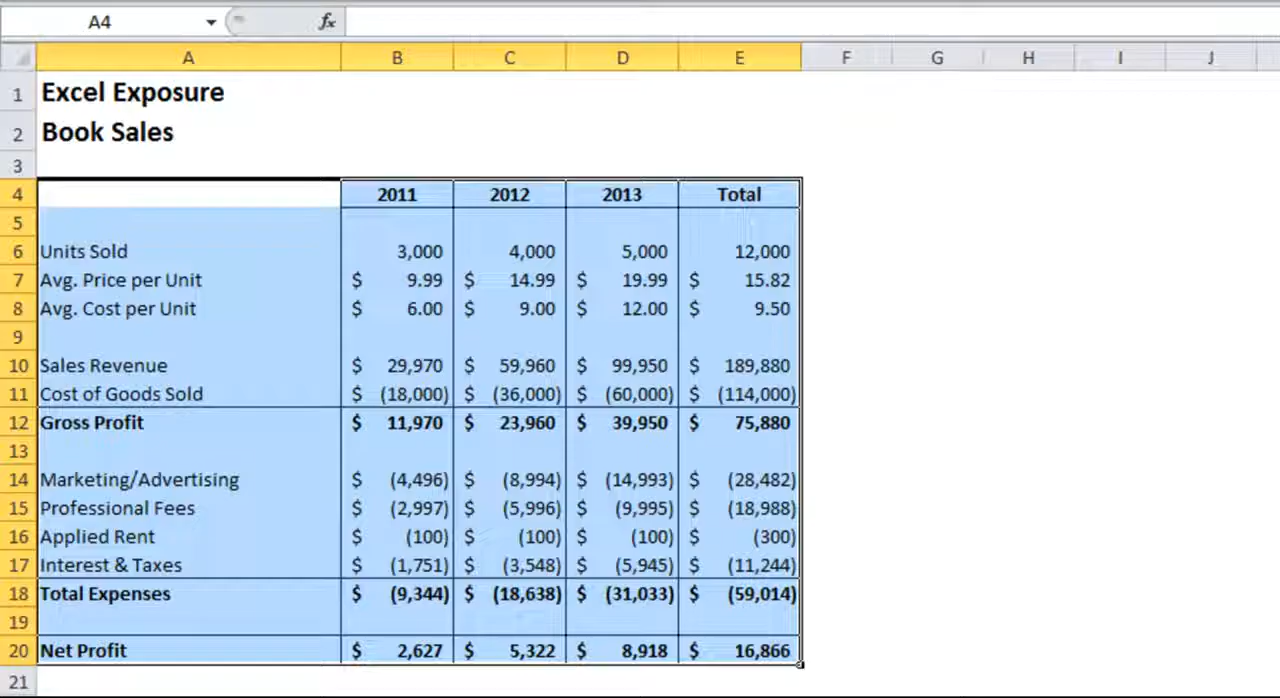 A4 fx
A B C D E F G H I J
1 Excel Exposure
2 Book Sales
3
4 2011 2012 2013 Total
5
6 Units Sold 3,000 4,000 5,000 12,000
7 Avg. Price per Unit $ 9.99 $ 14.99 $ 19.99 $ 15.82
8 Avg. Cost per Unit $ 6.00 $ 9.00 $ 12.00 $ 9.50
9
10 Sales Revenue $ 29,970 $ 59,960 $ 99,950 $ 189,880
11 Cost of Goods Sold $ (18,000) $ (36,000) $ (60,000) $ (114,000)
12 Gross Profit $ 11,970 $ 23,960 $ 39,950 $ 75,880
13
14 Marketing/Advertising $ (4,496) $ (8,994) $ (14,993) $ (28,482)
15 Professional Fees $ (2,997) $ (5,996) $ (9,995) $ (18,988)
16 Applied Rent $ (100) $ (100) $ (100) $ (300)
17 Interest & Taxes $ (1,751) $ (3,548) $ (5,945) $ (11,244)
18 Total Expenses $ (9,344) $ (18,638) $ (31,033) $ (59,014)
19
20 Net Profit $ 2,627 $ 5,322 $ 8,918 $ 16,866
21